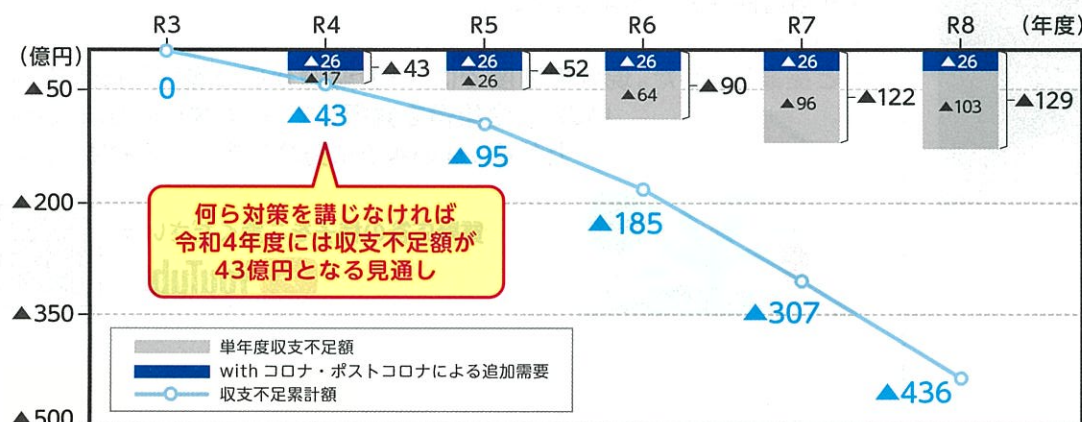 R3 R4 R5 R6 R7 R8 (年度)
(億円)
▲26 ▲26 ▲26 ▲26 ▲26
▲17 ▲43 ▲26 ▲52 ▲64 ▲90 ▲96 ▲122 ▲103 ▲129
▲50
0
▲43
▲95
▲200
▲185
何ら対策を講じなければ
令和4年度には収支不足額が
43億円となる見通し
▲350
▲307
単年度収支不足額
with コロナ・ポストコロナによる追加需要
収支不足累計額
▲436
▲500